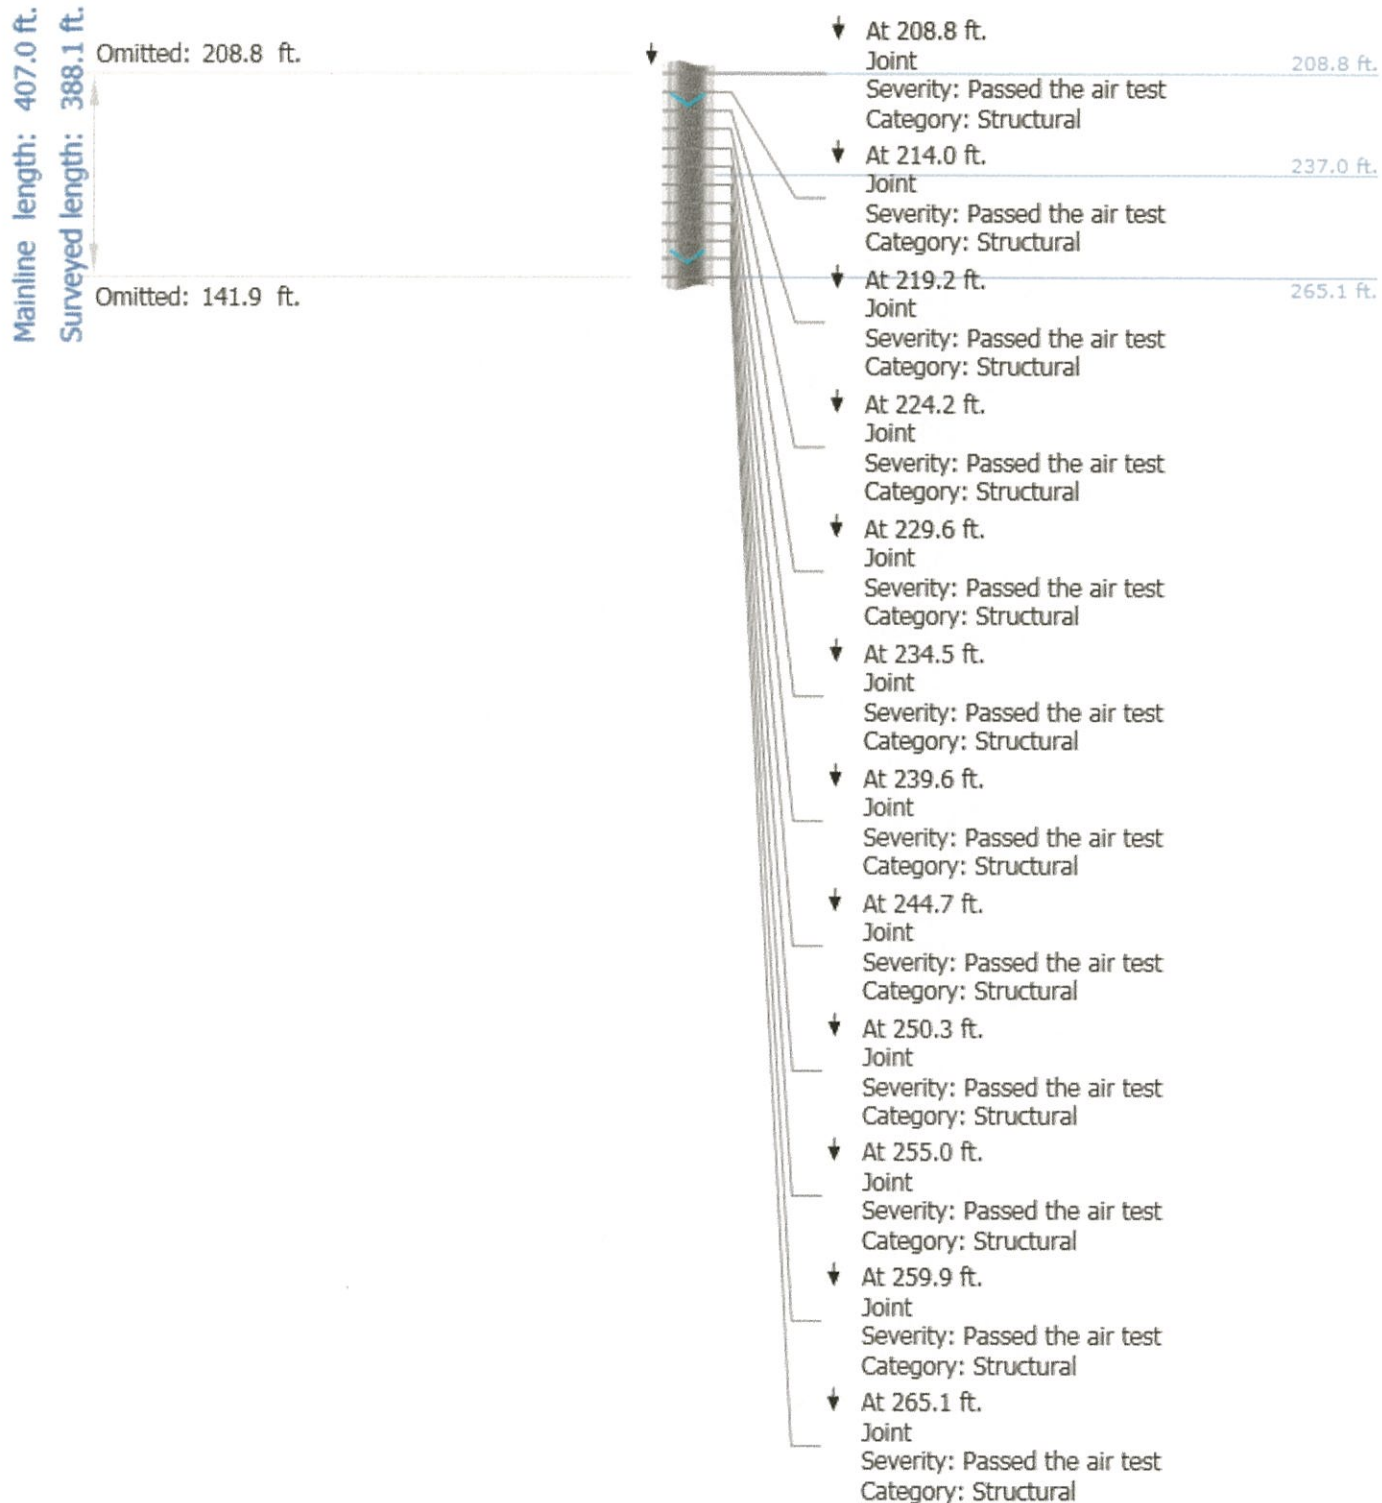 Mainline length: 407.0 ft.
Surveyed length: 388.1 ft.
Omitted: 208.8 ft.
Omitted: 141.9 ft.
At 208.8 ft.
Joint
Severity: Passed the air test
Category: Structural
At 214.0 ft.
Joint
Severity: Passed the air test
Category: Structural
At 219.2 ft.
Joint
Severity: Passed the air test
Category: Structural
At 224.2 ft.
Joint
Severity: Passed the air test
Category: Structural
At 229.6 ft.
Joint
Severity: Passed the air test
Category: Structural
At 234.5 ft.
Joint
Severity: Passed the air test
Category: Structural
At 239.6 ft.
Joint
Severity: Passed the air test
Category: Structural
At 244.7 ft.
Joint
Severity: Passed the air test
Category: Structural
At 250.3 ft.
Joint
Severity: Passed the air test
Category: Structural
At 255.0 ft.
Joint
Severity: Passed the air test
Category: Structural
At 259.9 ft.
Joint
Severity: Passed the air test
Category: Structural
At 265.1 ft.
Joint
Severity: Passed the air test
Category: Structural
208.8 ft.
237.0 ft.
265.1 ft.